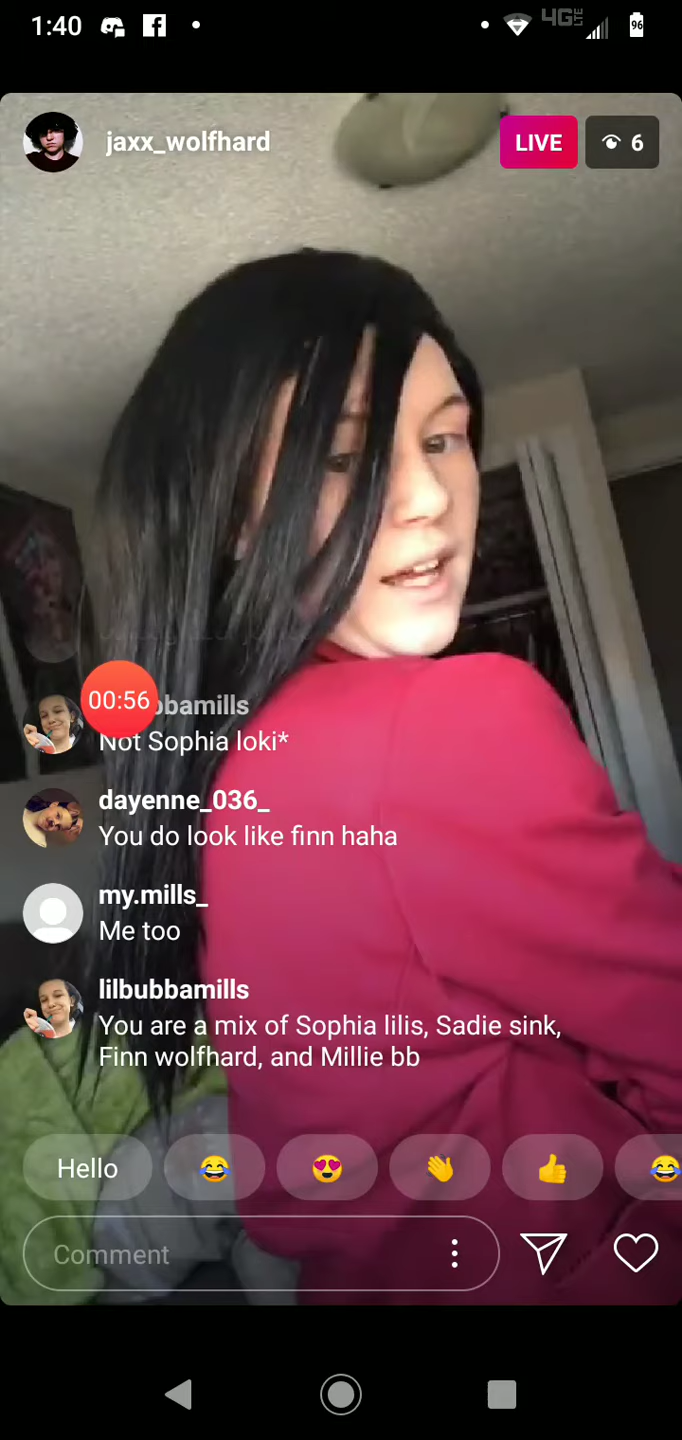 1:40
4G LTE
96
jaxx_wolfhard
LIVE
6
00:56
bbamills
Not Sophia loki*
dayenne_036_
You do look like finn haha
my.mills_
Me too
lilbubbamills
You are a mix of Sophia lilis, Sadie sink,
Finn wolfhard, and Millie bb
Hello
Comment